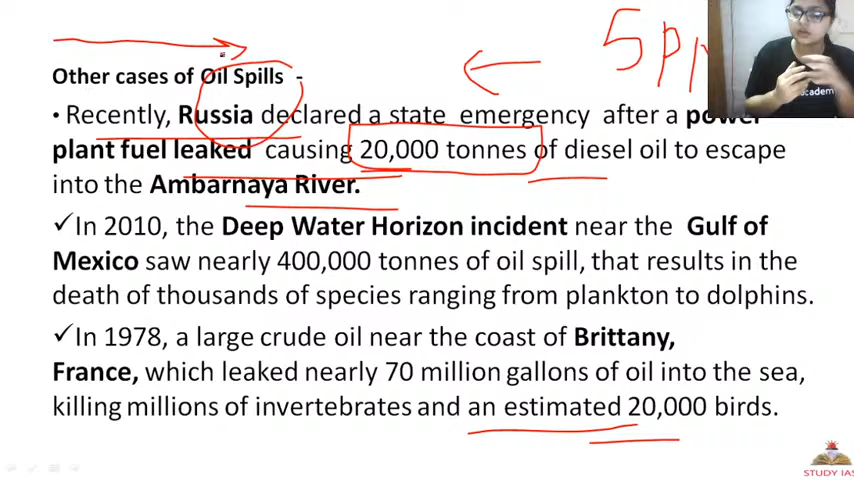 5pp
Other cases of Oil Spills -
• Recently, Russia declared a state emergency after a power
plant fuel leaked causing 20,000 tonnes of diesel oil to escape
into the Ambarnaya River.
✓In 2010, the Deep Water Horizon incident near the Gulf of
Mexico saw nearly 400,000 tonnes of oil spill, that results in the
death of thousands of species ranging from plankton to dolphins.
✓In 1978, a large crude oil near the coast of Brittany,
France, which leaked nearly 70 million gallons of oil into the sea,
killing millions of invertebrates and an estimated 20,000 birds.
academ
STUDY IAS